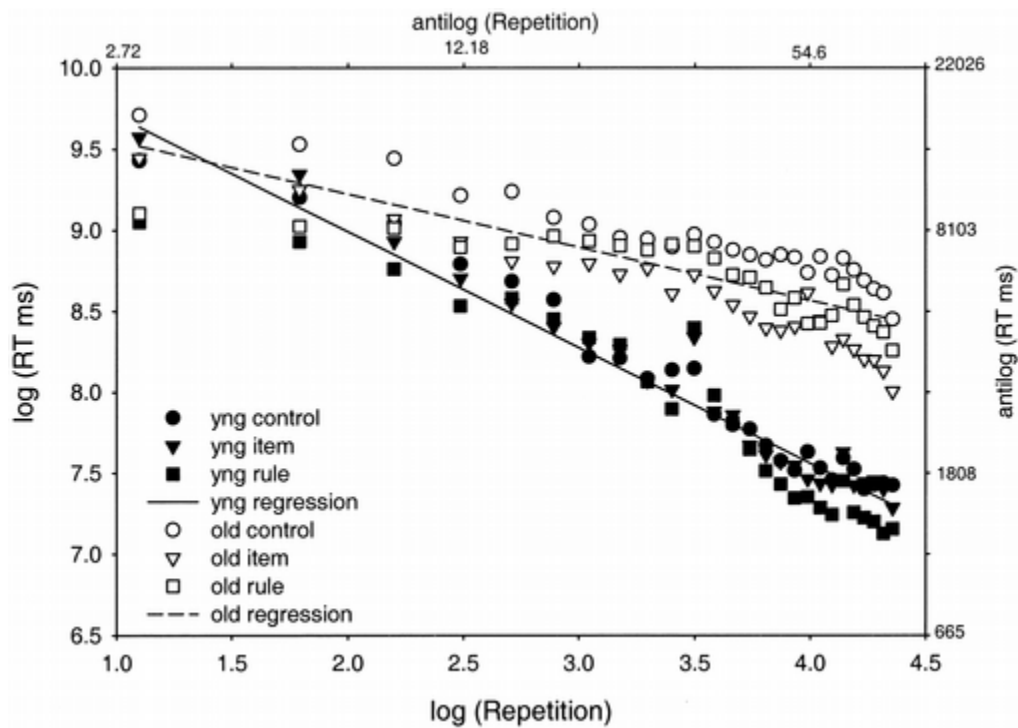 antilog (Repetition)
2.72 12.18 54.6
10.0 22026
9.5
9.0 8103
8.5
8.0
7.5 1808
7.0
6.5 665
log (RT ms)
antilog (RT ms)
yng control
yng item
yng rule
yng regression
old control
old item
old rule
old regression
1.0 1.5 2.0 2.5 3.0 3.5 4.0 4.5
log (Repetition)